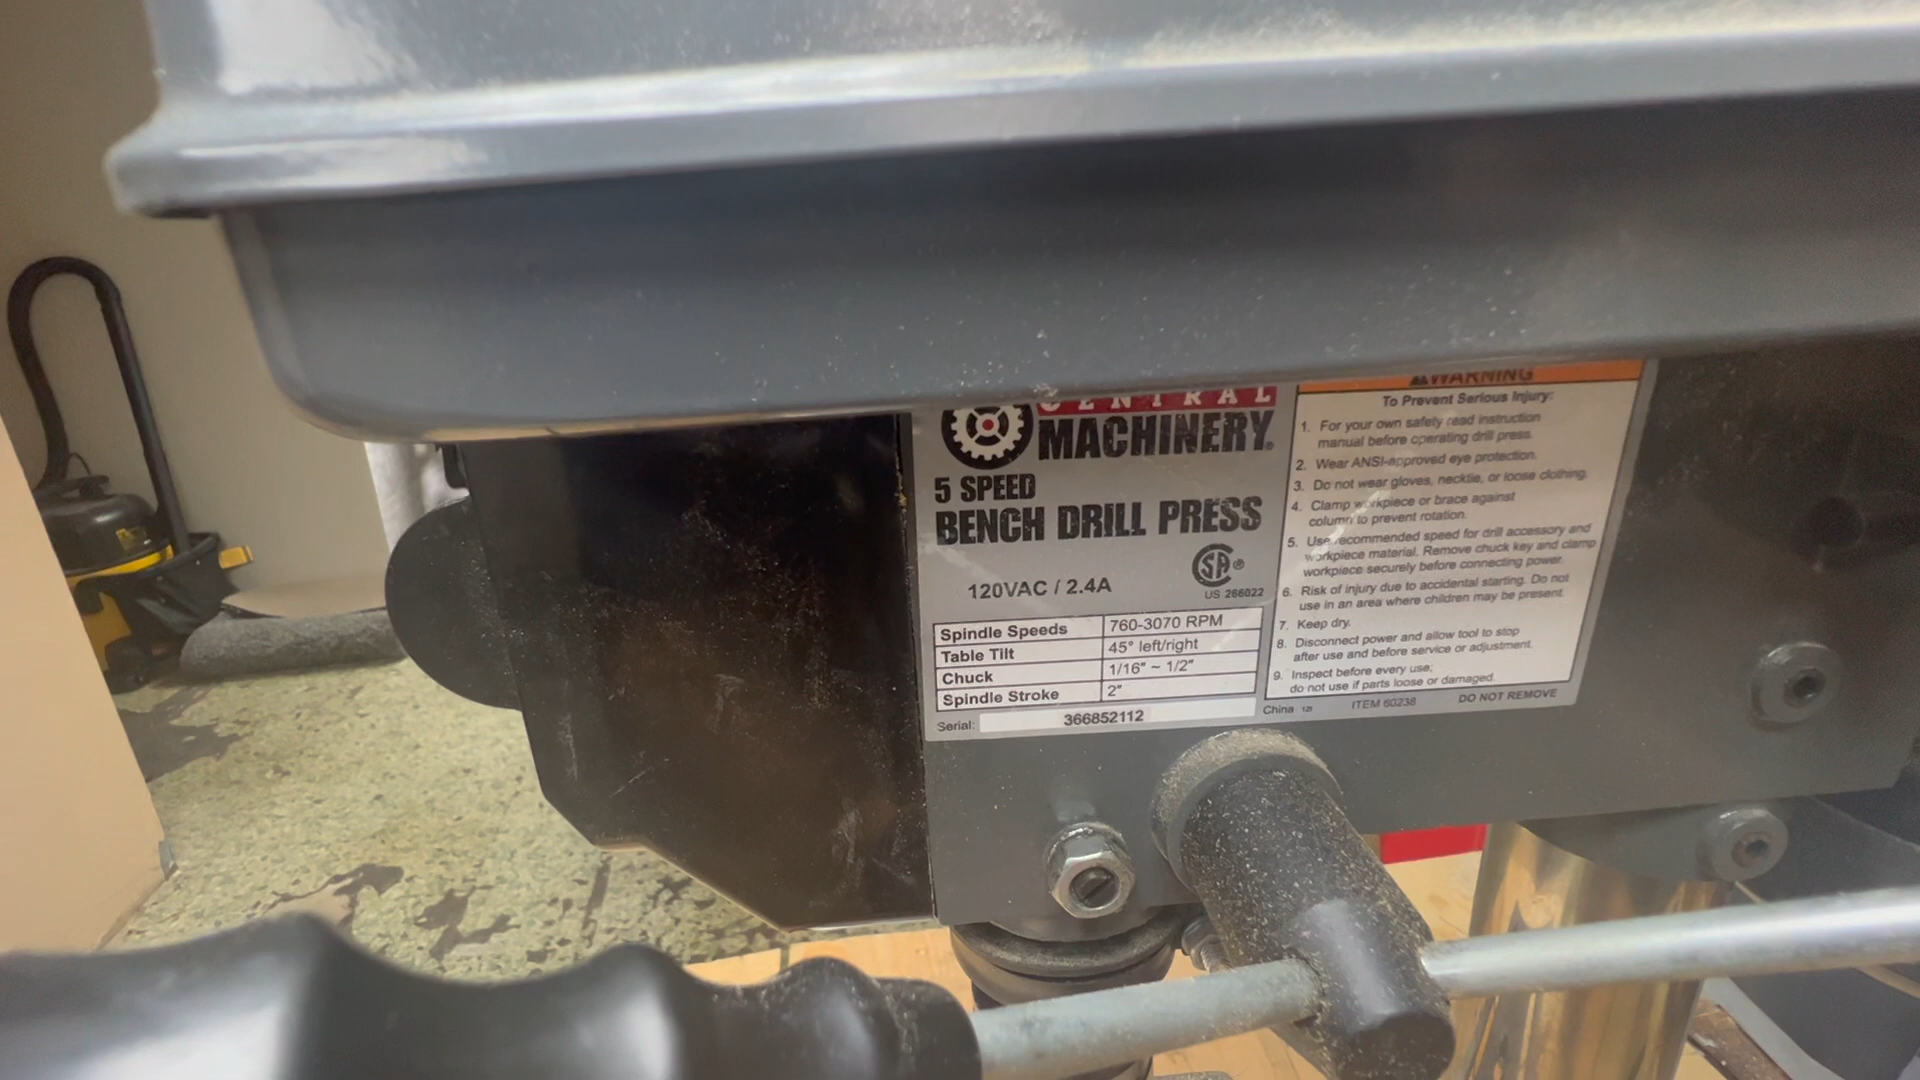 CENTRAL
MACHINERY®
5 SPEED
BENCH DRILL PRESS
SA®
120VAC / 2.4A
US 266022
Spindle Speeds 760-3070 RPM
Table Tilt 45° left/right
Chuck 1/16" ~ 1/2"
Spindle Stroke 2"
Serial: 366852112
⚠WARNING
To Prevent Serious Injury:
1. For your own safety read instruction
manual before operating drill press.
2. Wear ANSI-approved eye protection.
3. Do not wear gloves, necktie, or loose clothing.
4. Clamp workpiece or brace against
column to prevent rotation.
5. Use recommended speed for drill accessory and
workpiece material. Remove chuck key and clamp
workpiece securely before connecting power.
6. Risk of injury due to accidental starting. Do not
use in an area where children may be present.
7. Keep dry.
8. Disconnect power and allow tool to stop
after use and before service or adjustment.
9. Inspect before every use;
do not use if parts loose or damaged.
China ITEM 60238 DO NOT REMOVE